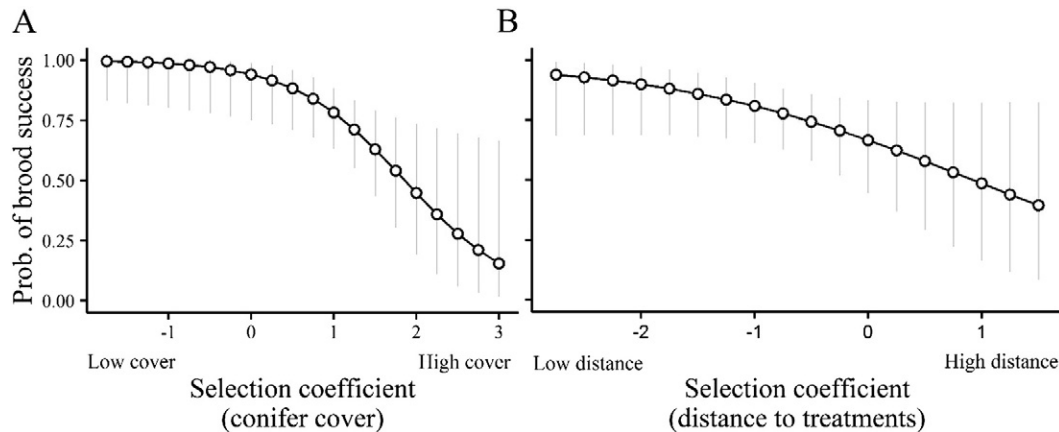 A
B
Prob. of brood success
1.00
0.75
0.50
0.25
0.00
-1 0 1 2 3
Low cover High cover
Selection coefficient
(conifer cover)
-2 -1 0 1
Low distance High distance
Selection coefficient
(distance to treatments)